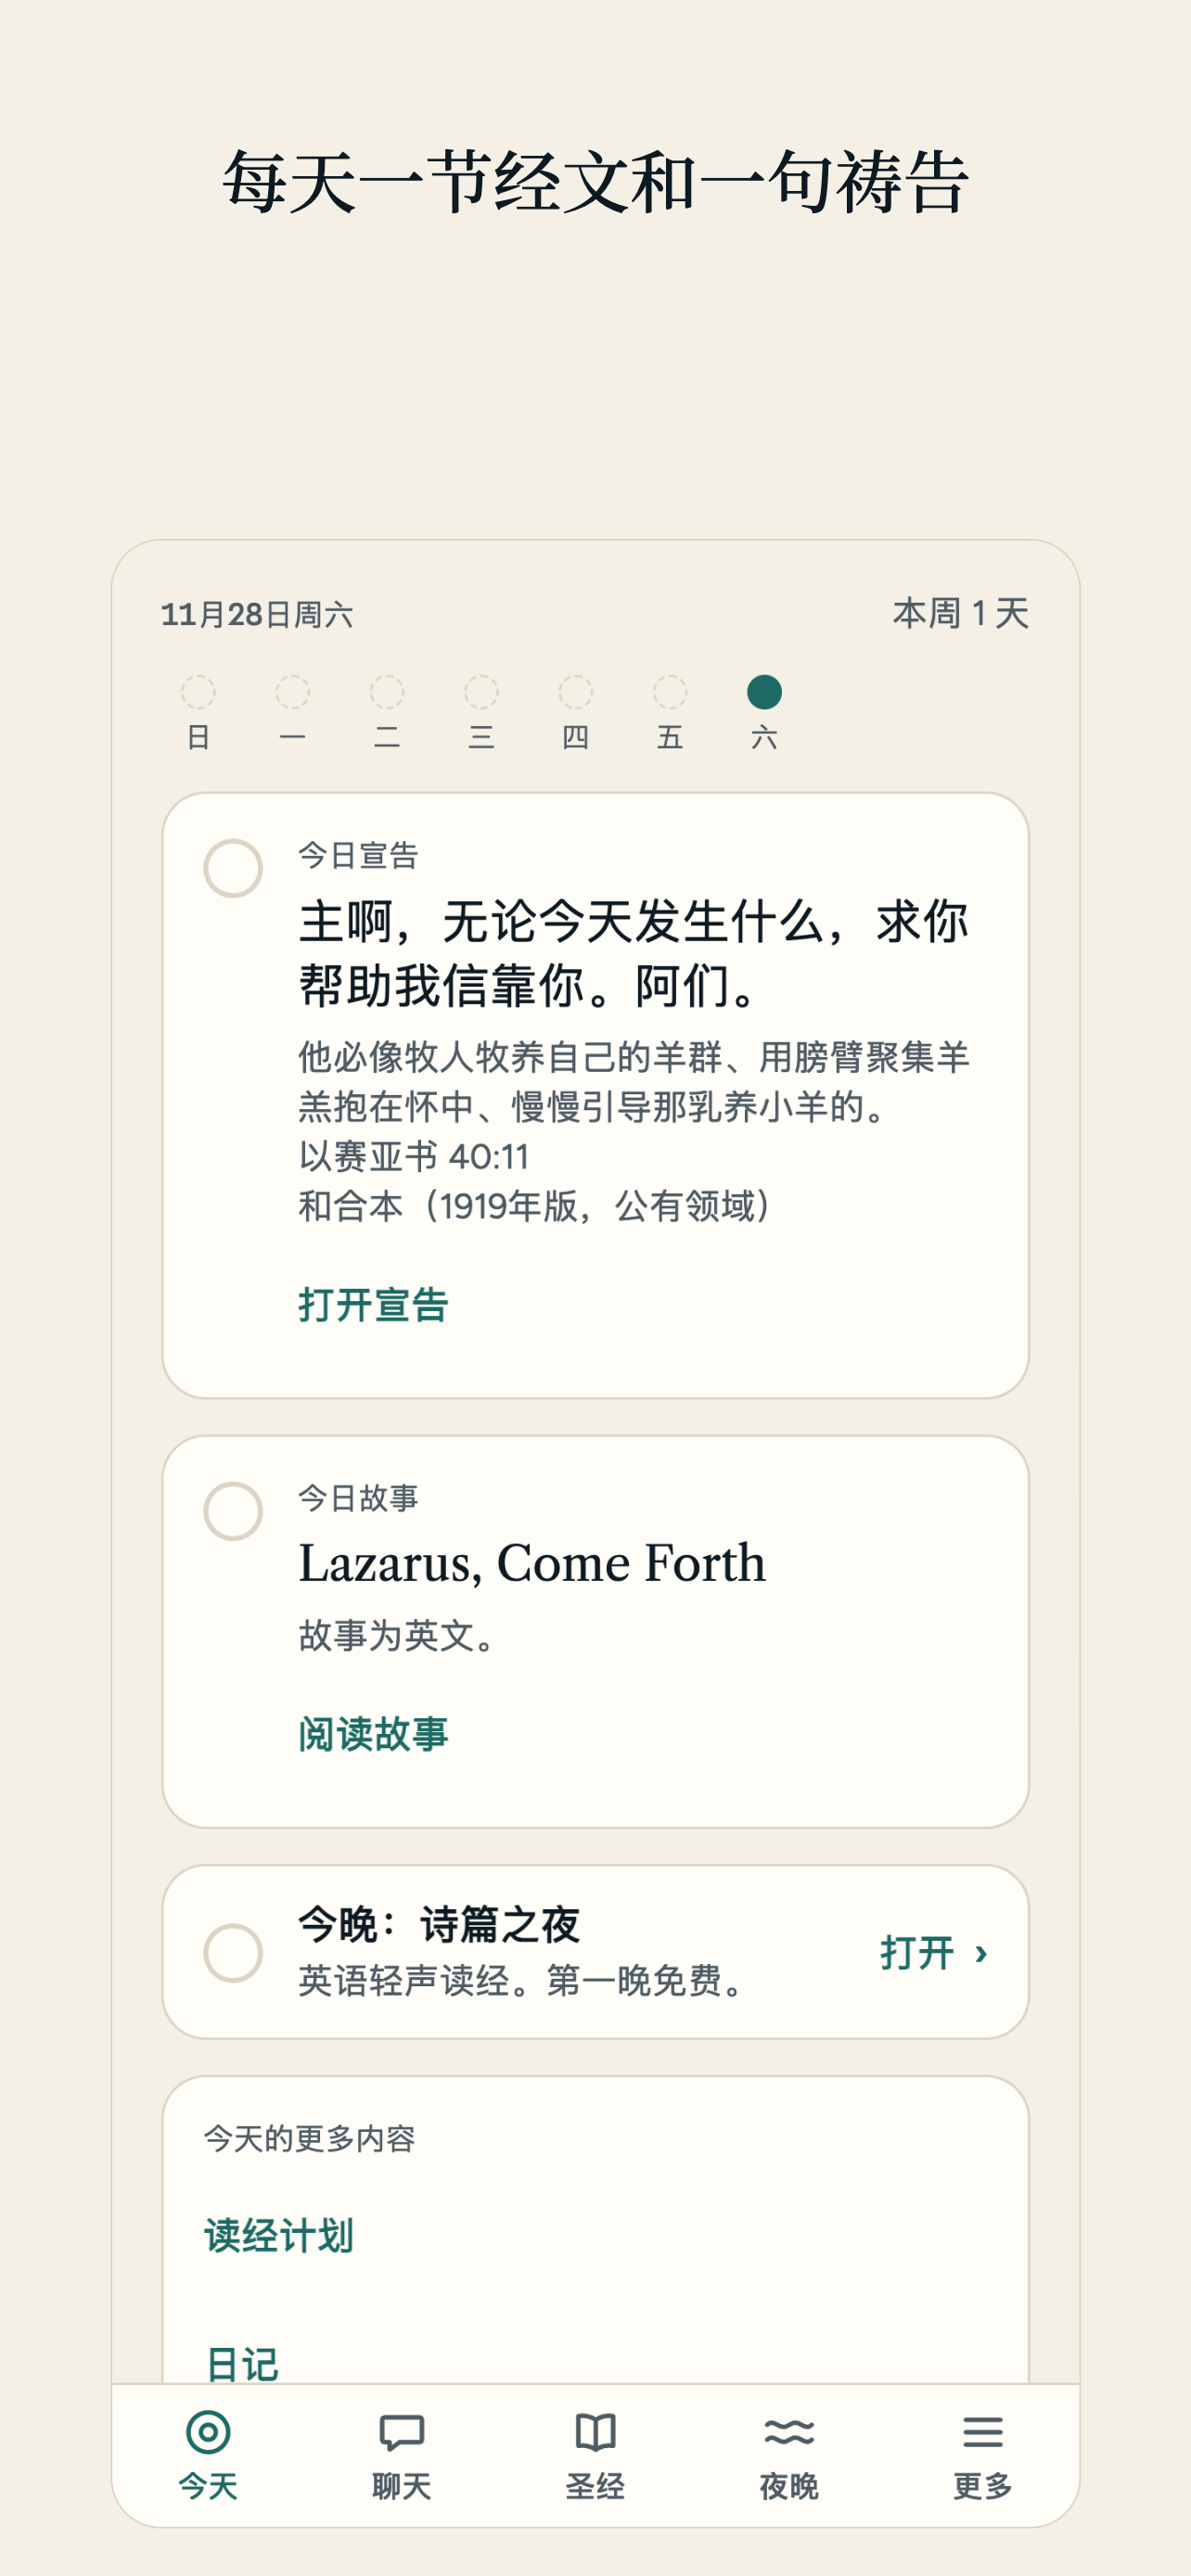 每天一节经文和一句祷告
11月28日周六
本周 1 天
日 一 二 三 四 五 六
今日宣告
主啊，无论今天发生什么，求你
帮助我信靠你。阿们。
他必像牧人牧养自己的羊群、用膀臂聚集羊
羔抱在怀中、慢慢引导那乳养小羊的。
以赛亚书 40:11
和合本（1919年版，公有领域）
打开宣告
今日故事
Lazarus, Come Forth
故事为英文。
阅读故事
今晚：诗篇之夜
英语轻声读经。第一晚免费。
打开 ›
今天的更多内容
读经计划
日记
今天 聊天 圣经 夜晚 更多